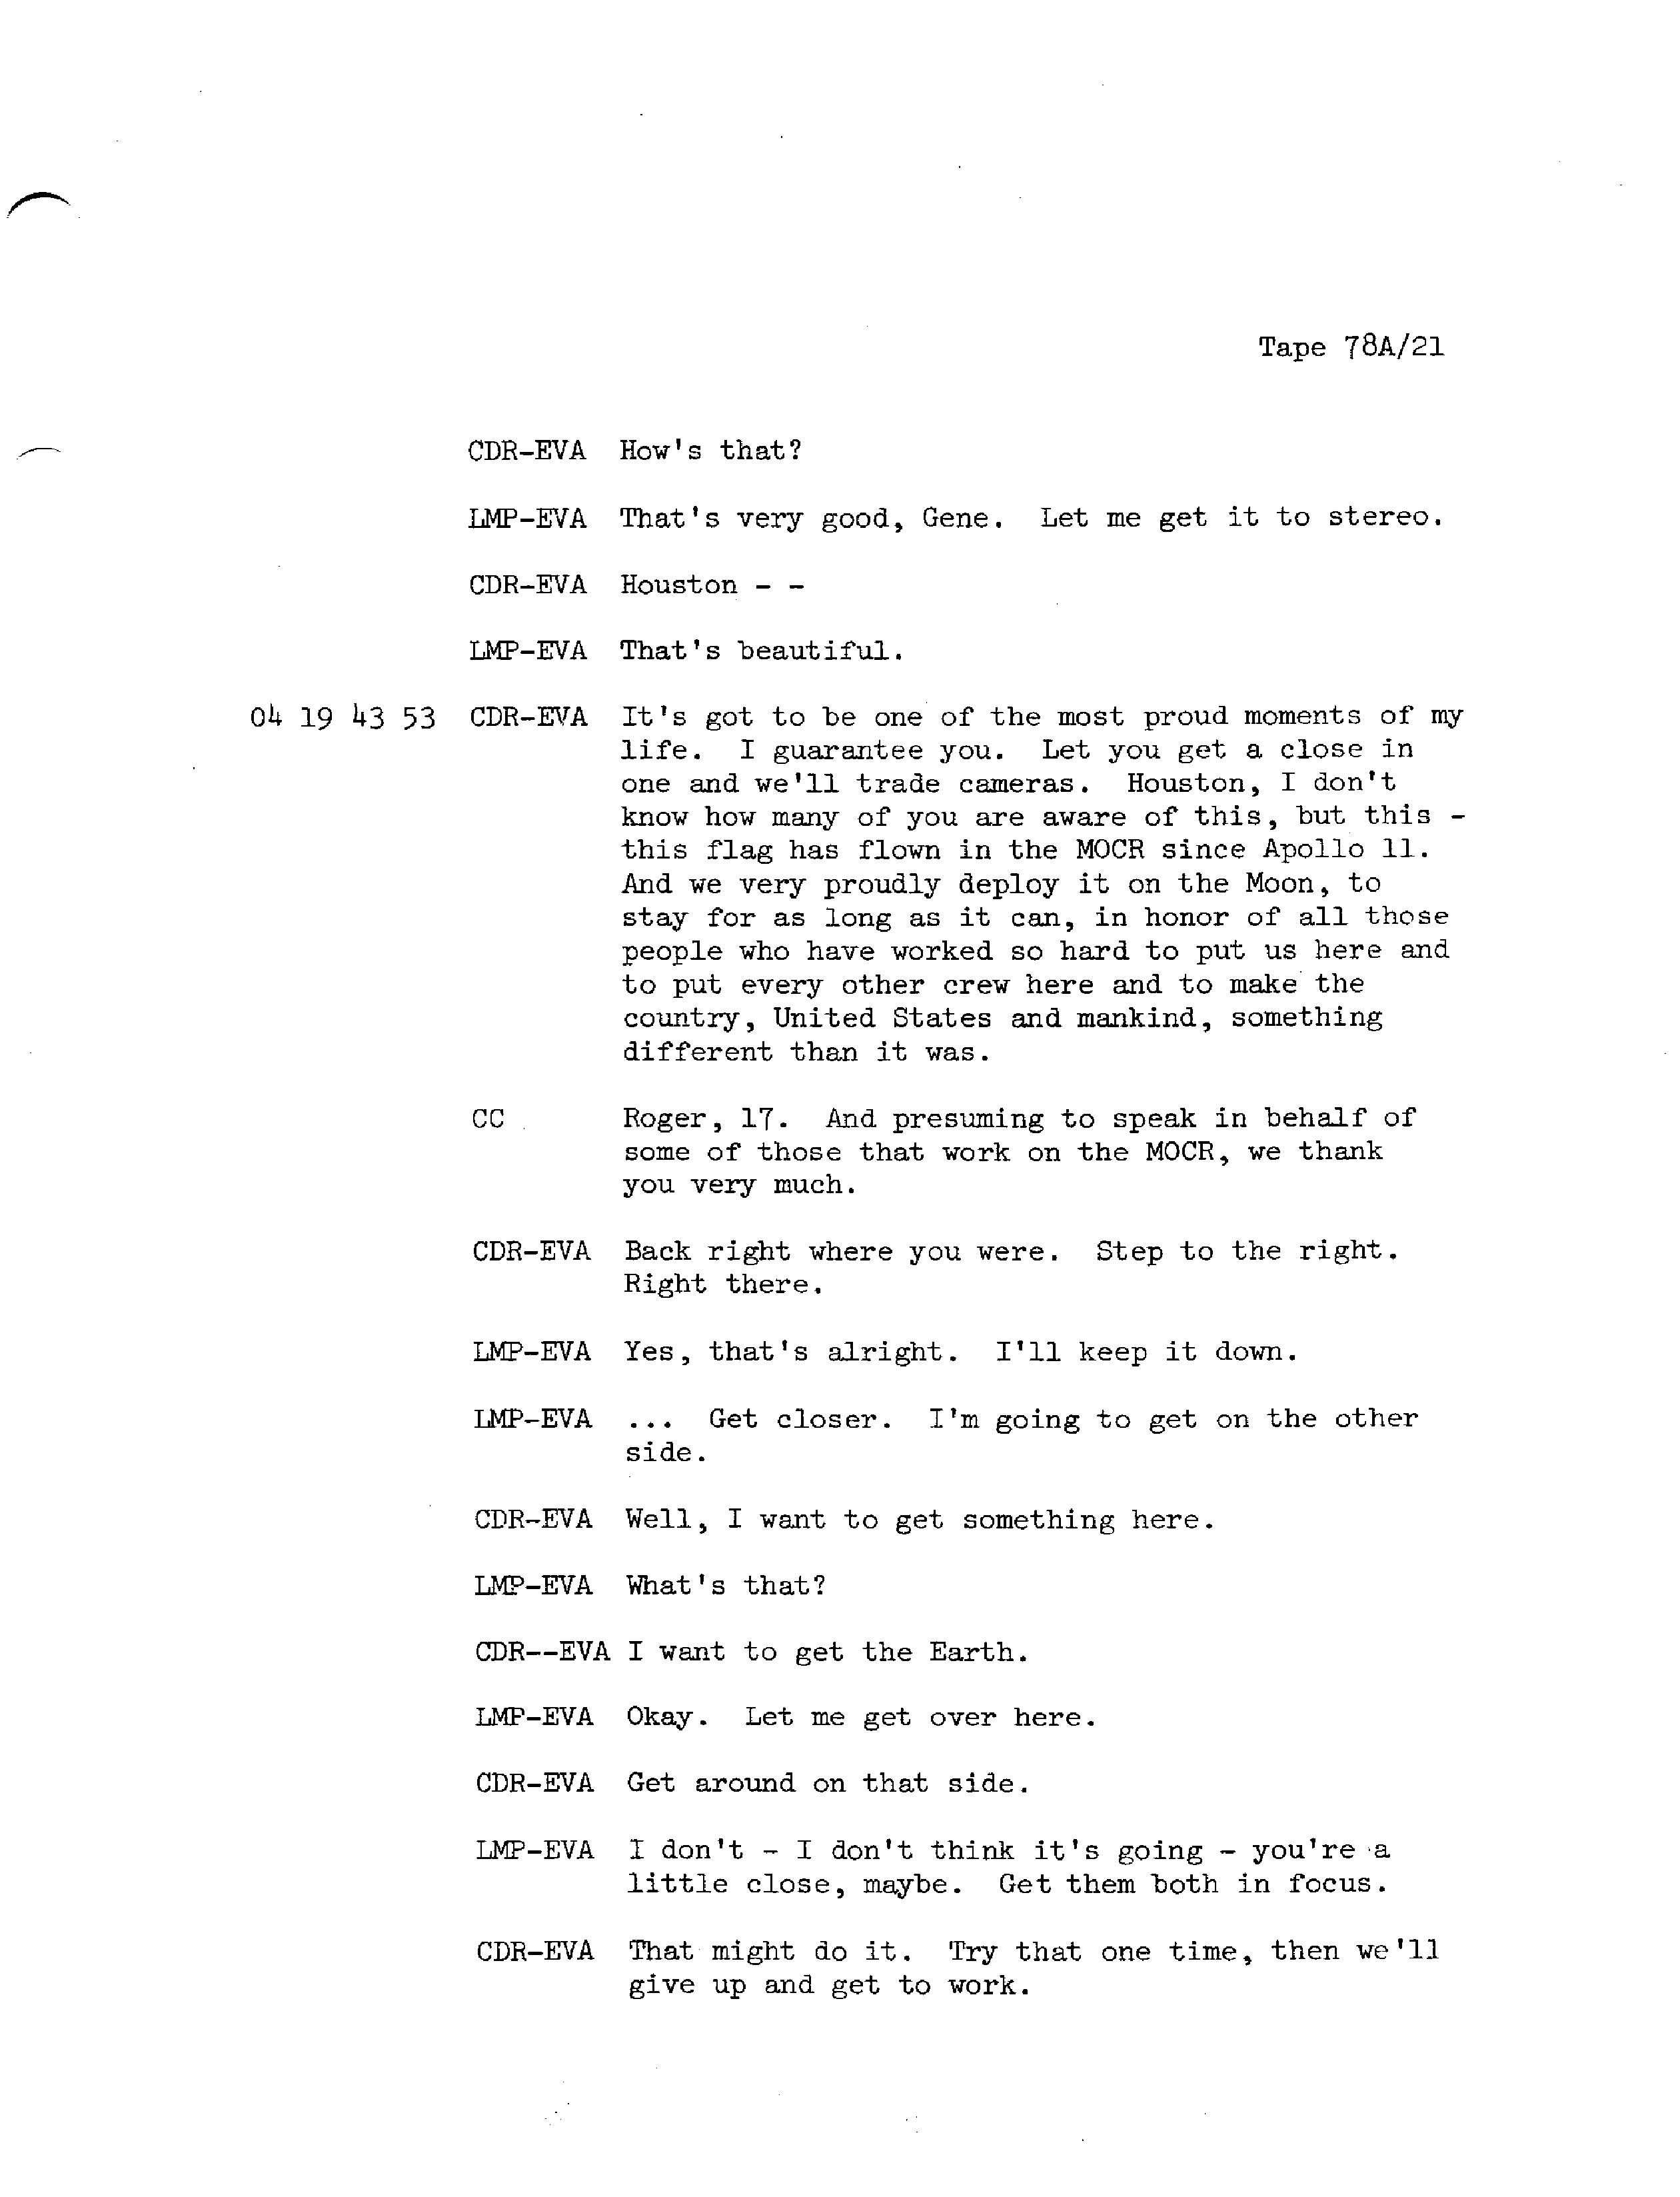 Tape 78A/21
CDR-EVA How's that?
LMP-EVA That's very good, Gene. Let me get it to stereo.
CDR-EVA Houston - -
LMP-EVA That's beautiful.
04 19 43 53 CDR-EVA It's got to be one of the most proud moments of my
life. I guarantee you. Let you get a close in
one and we'll trade cameras. Houston, I don't
know how many of you are aware of this, but this -
this flag has flown in the MOCR since Apollo 11.
And we very proudly deploy it on the Moon, to
stay for as long as it can, in honor of all those
people who have worked so hard to put us here and
to put every other crew here and to make the
country, United States and mankind, something
different than it was.
CC Roger, 17. And presuming to speak in behalf of
some of those that work on the MOCR, we thank
you very much.
CDR-EVA Back right where you were. Step to the right.
Right there.
LMP-EVA Yes, that's alright. I'll keep it down.
LMP-EVA ... Get closer. I'm going to get on the other
side.
CDR-EVA Well, I want to get something here.
LMP-EVA What's that?
CDR--EVA I want to get the Earth.
LMP-EVA Okay. Let me get over here.
CDR-EVA Get around on that side.
LMP-EVA I don't - I don't think it's going - you're a
little close, maybe. Get them both in focus.
CDR-EVA That might do it. Try that one time, then we'll
give up and get to work.